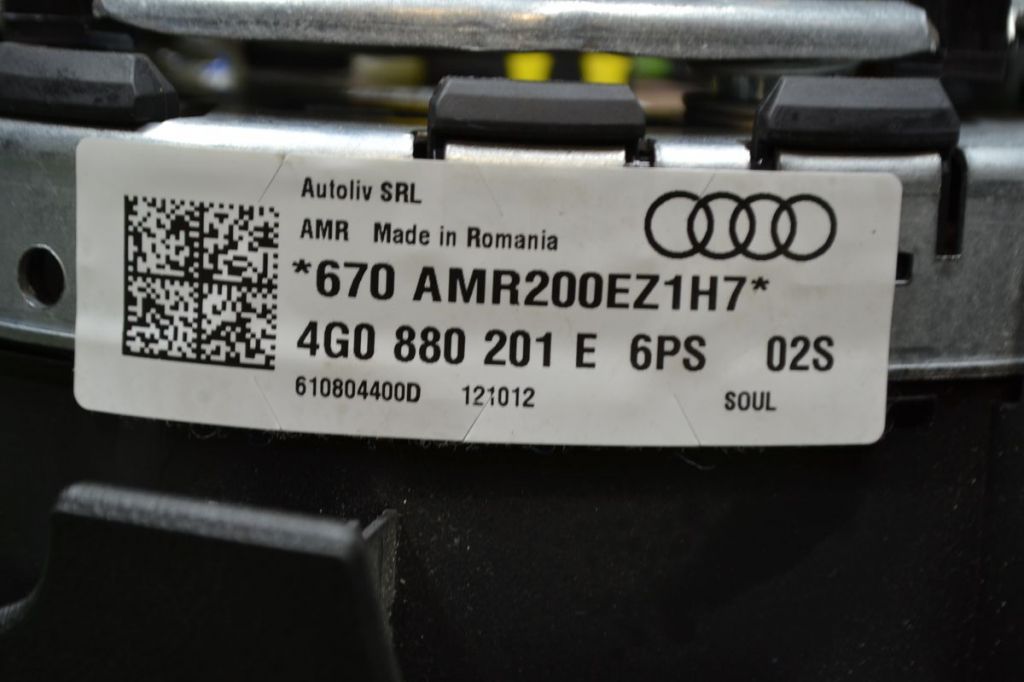 Autoliv SRL
AMR Made in Romania
*670 AMR200EZ1H7*
4G0 880 201 E 6PS 02S
610804400D 121012 SOUL